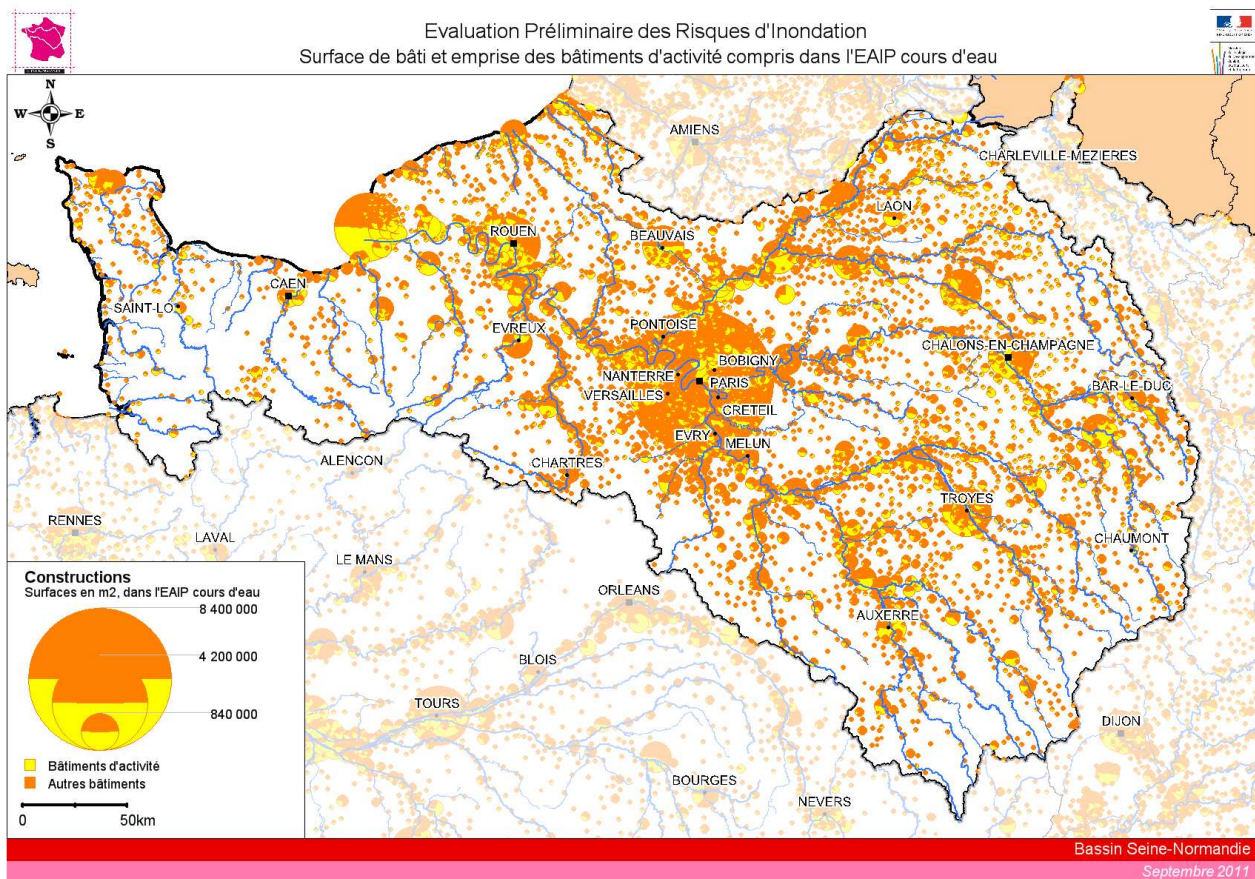 Evaluation Préliminaire des Risques d'Inondation
Surface de bâti et emprise des bâtiments d'activité compris dans l'EAIP cours d'eau
N
W
E
S
AMIENS
CHARLEVILLE-MEZIERES
LAON
ROUEN
BEAUVAIS
CAEN
SAINT-LO
EVREUX
PONTOISE
CHALONS-EN-CHAMPAGNE
BOBIGNY
NANTERRE
PARIS
BAR-LE-DUC
VERSAILLES
CRETEIL
EVRY
MELUN
ALENCON
CHARTRES
TROYES
RENNES
LAVAL
CHAUMONT
LE MANS
ORLEANS
AUXERRE
BLOIS
TOURS
DIJON
BOURGES
NEVERS
Constructions
Surfaces en m2, dans l'EAIP cours d'eau
8 400 000
4 200 000
840 000
Bâtiments d'activité
Autres bâtiments
0
50km
Bassin Seine-Normandie
Septembre 2011